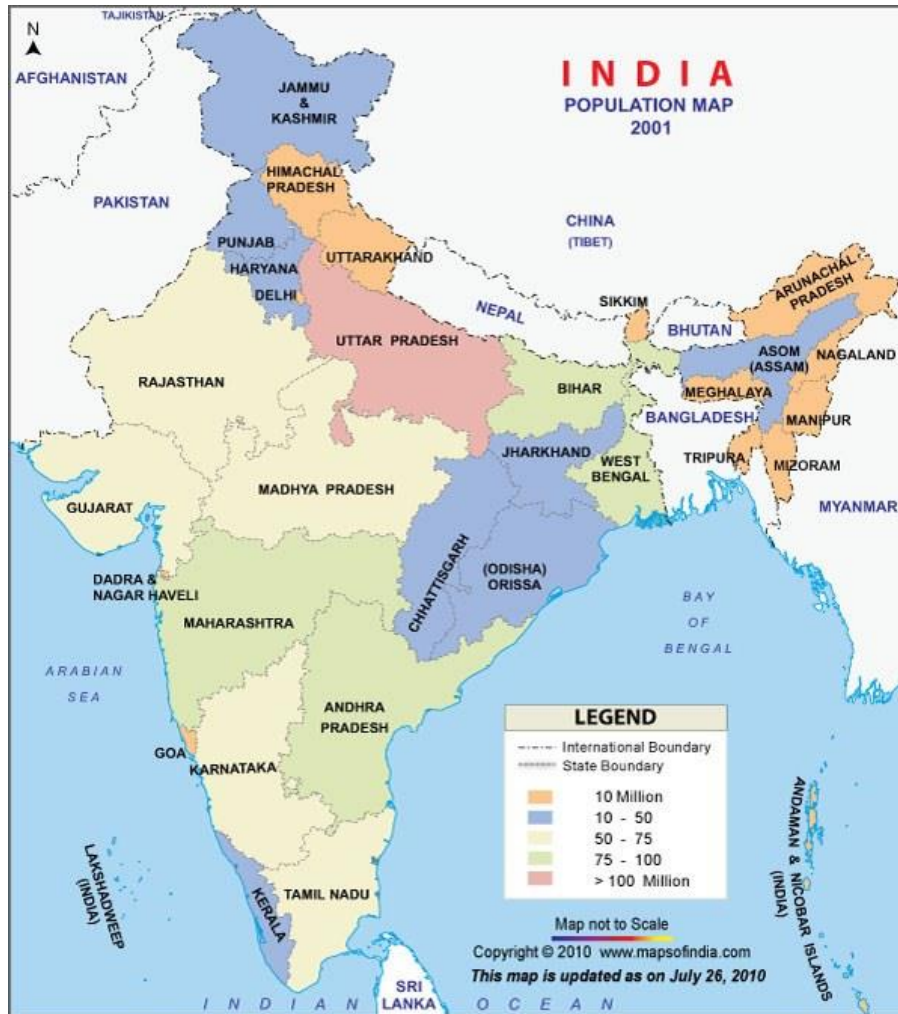 TAJIKISTAN
N
AFGHANISTAN
INDIA
POPULATION MAP
2001
JAMMU
&
KASHMIR
HIMACHAL
PRADESH
PAKISTAN
CHINA
(TIBET)
PUNJAB
UTTARAKHAND
HARYANA
DELHI
ARUNACHAL
PRADESH
SIKKIM
NEPAL
BHUTAN
UTTAR PRADESH
ASOM
(ASSAM)
NAGALAND
RAJASTHAN
BIHAR
MEGHALAYA
BANGLADESH
MANIPUR
JHARKHAND
TRIPURA
MIZORAM
WEST
BENGAL
MADHYA PRADESH
GUJARAT
MYANMAR
CHHATTISGARH
(ODISHA)
ORISSA
DADRA &
NAGAR HAVELI
MAHARASHTRA
BAY
OF
BENGAL
ARABIAN
SEA
ANDHRA
PRADESH
GOA
KARNATAKA
LEGEND
International Boundary
State Boundary
10 Million
10 - 50
50 - 75
75 - 100
> 100 Million
ANDAMAN & NICOBAR ISLANDS
(INDIA)
LAKSHADWEEP
(INDIA)
KERALA
TAMIL NADU
Map not to Scale
Copyright © 2010 www.mapsofindia.com
This map is updated as on July 26, 2010
SRI
LANKA
INDIAN OCEAN